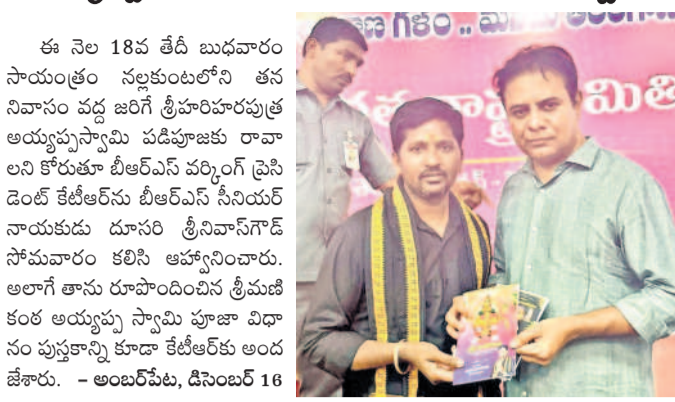 ఈ నెల 18వ తేదీ బుధవారం
సాయంత్రం నల్లకుంటలోని తన
నివాసం వద్ద జరిగే శ్రీహరిహరపుత్ర
అయ్యప్పస్వామి పడిపూజకు రావా
లని కోరుతూ బీఆర్ఎస్ వర్కింగ్ ప్రెసి
డెంట్ కేటీఆర్‌ను బీఆర్ఎస్ సీనియర్
నాయకుడు దూసరి శ్రీనివాస్‌గౌడ్
సోమవారం కలిసి ఆహ్వానించారు.
అలాగే తాను రూపొందించిన శ్రీమణి
కంఠ అయ్యప్ప స్వామి పూజా విధా
నం పుస్తకాన్ని కూడా కేటీఆర్‌కు అంద
జేశారు. – అంబర్‌పేట, డిసెంబర్ 16
గళం ..